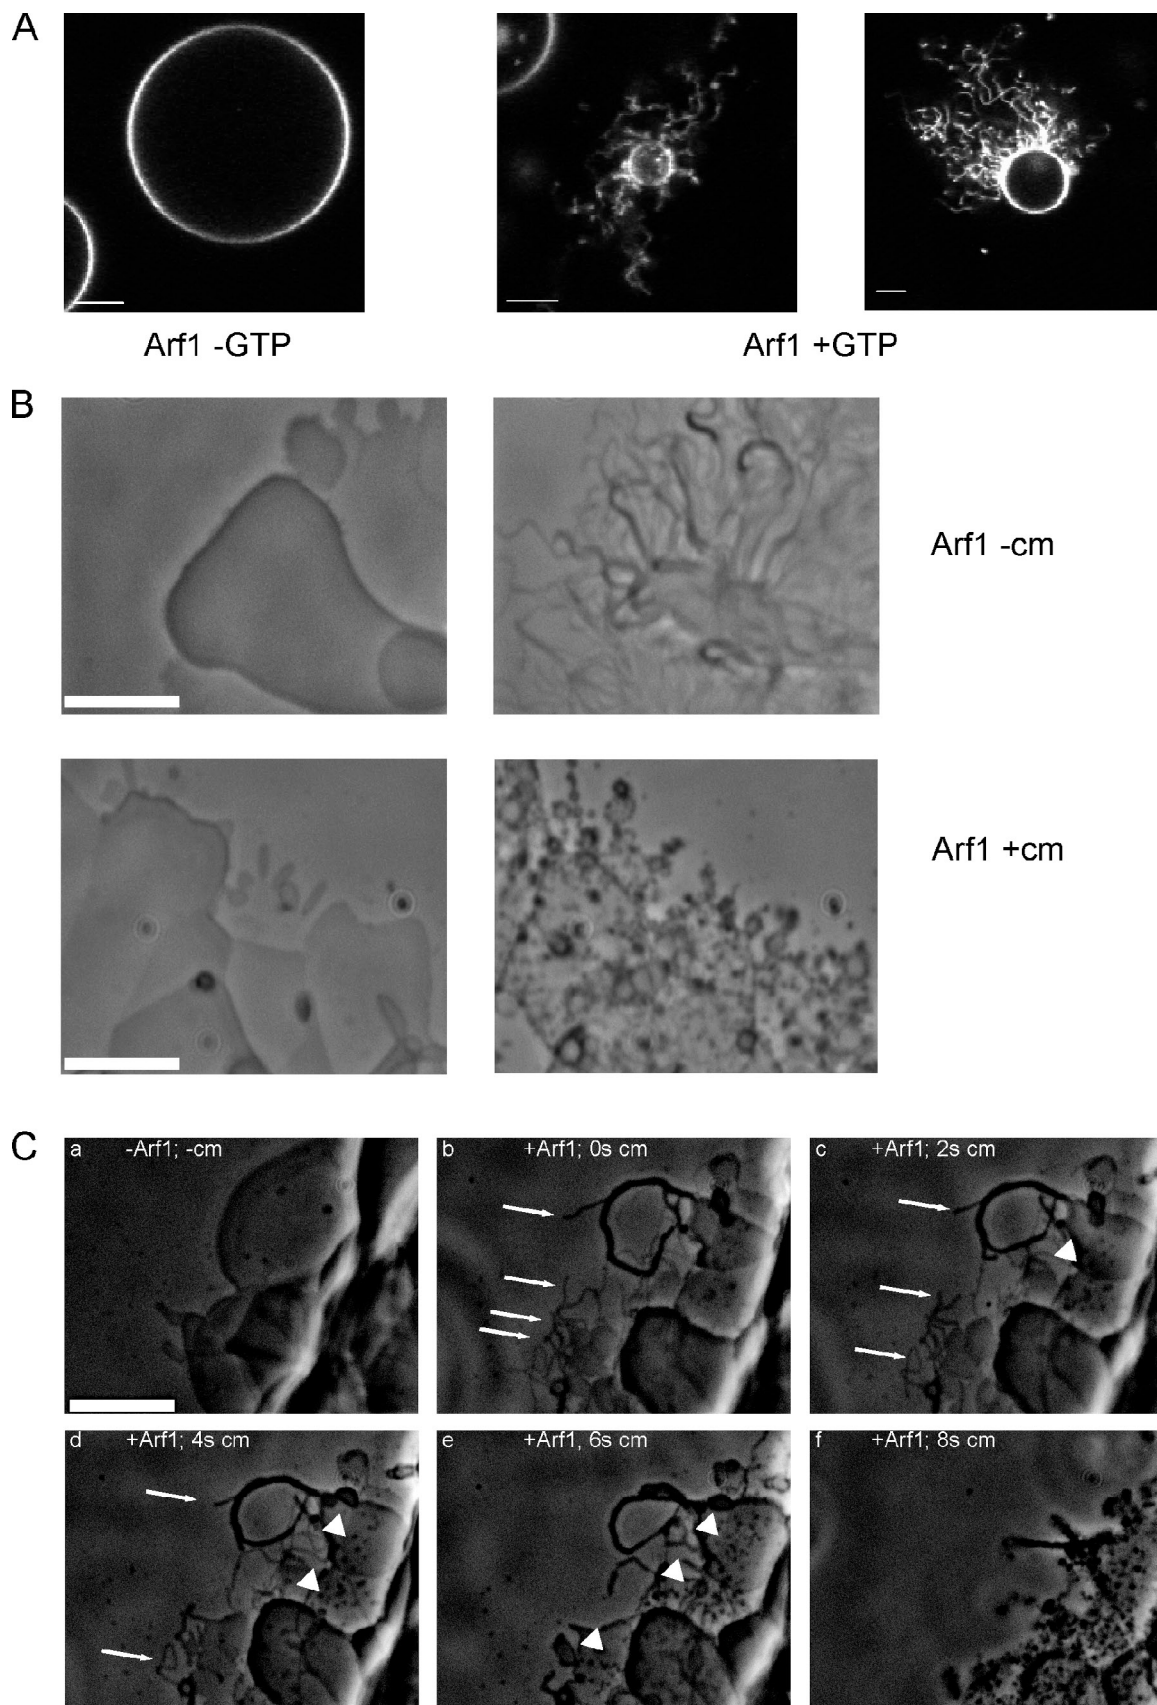 A
Arf1 -GTP
Arf1 +GTP
B
Arf1 -cm
Arf1 +cm
C
a -Arf1; -cm
b +Arf1; 0s cm
c +Arf1; 2s cm
d +Arf1; 4s cm
e +Arf1, 6s cm
f +Arf1; 8s cm